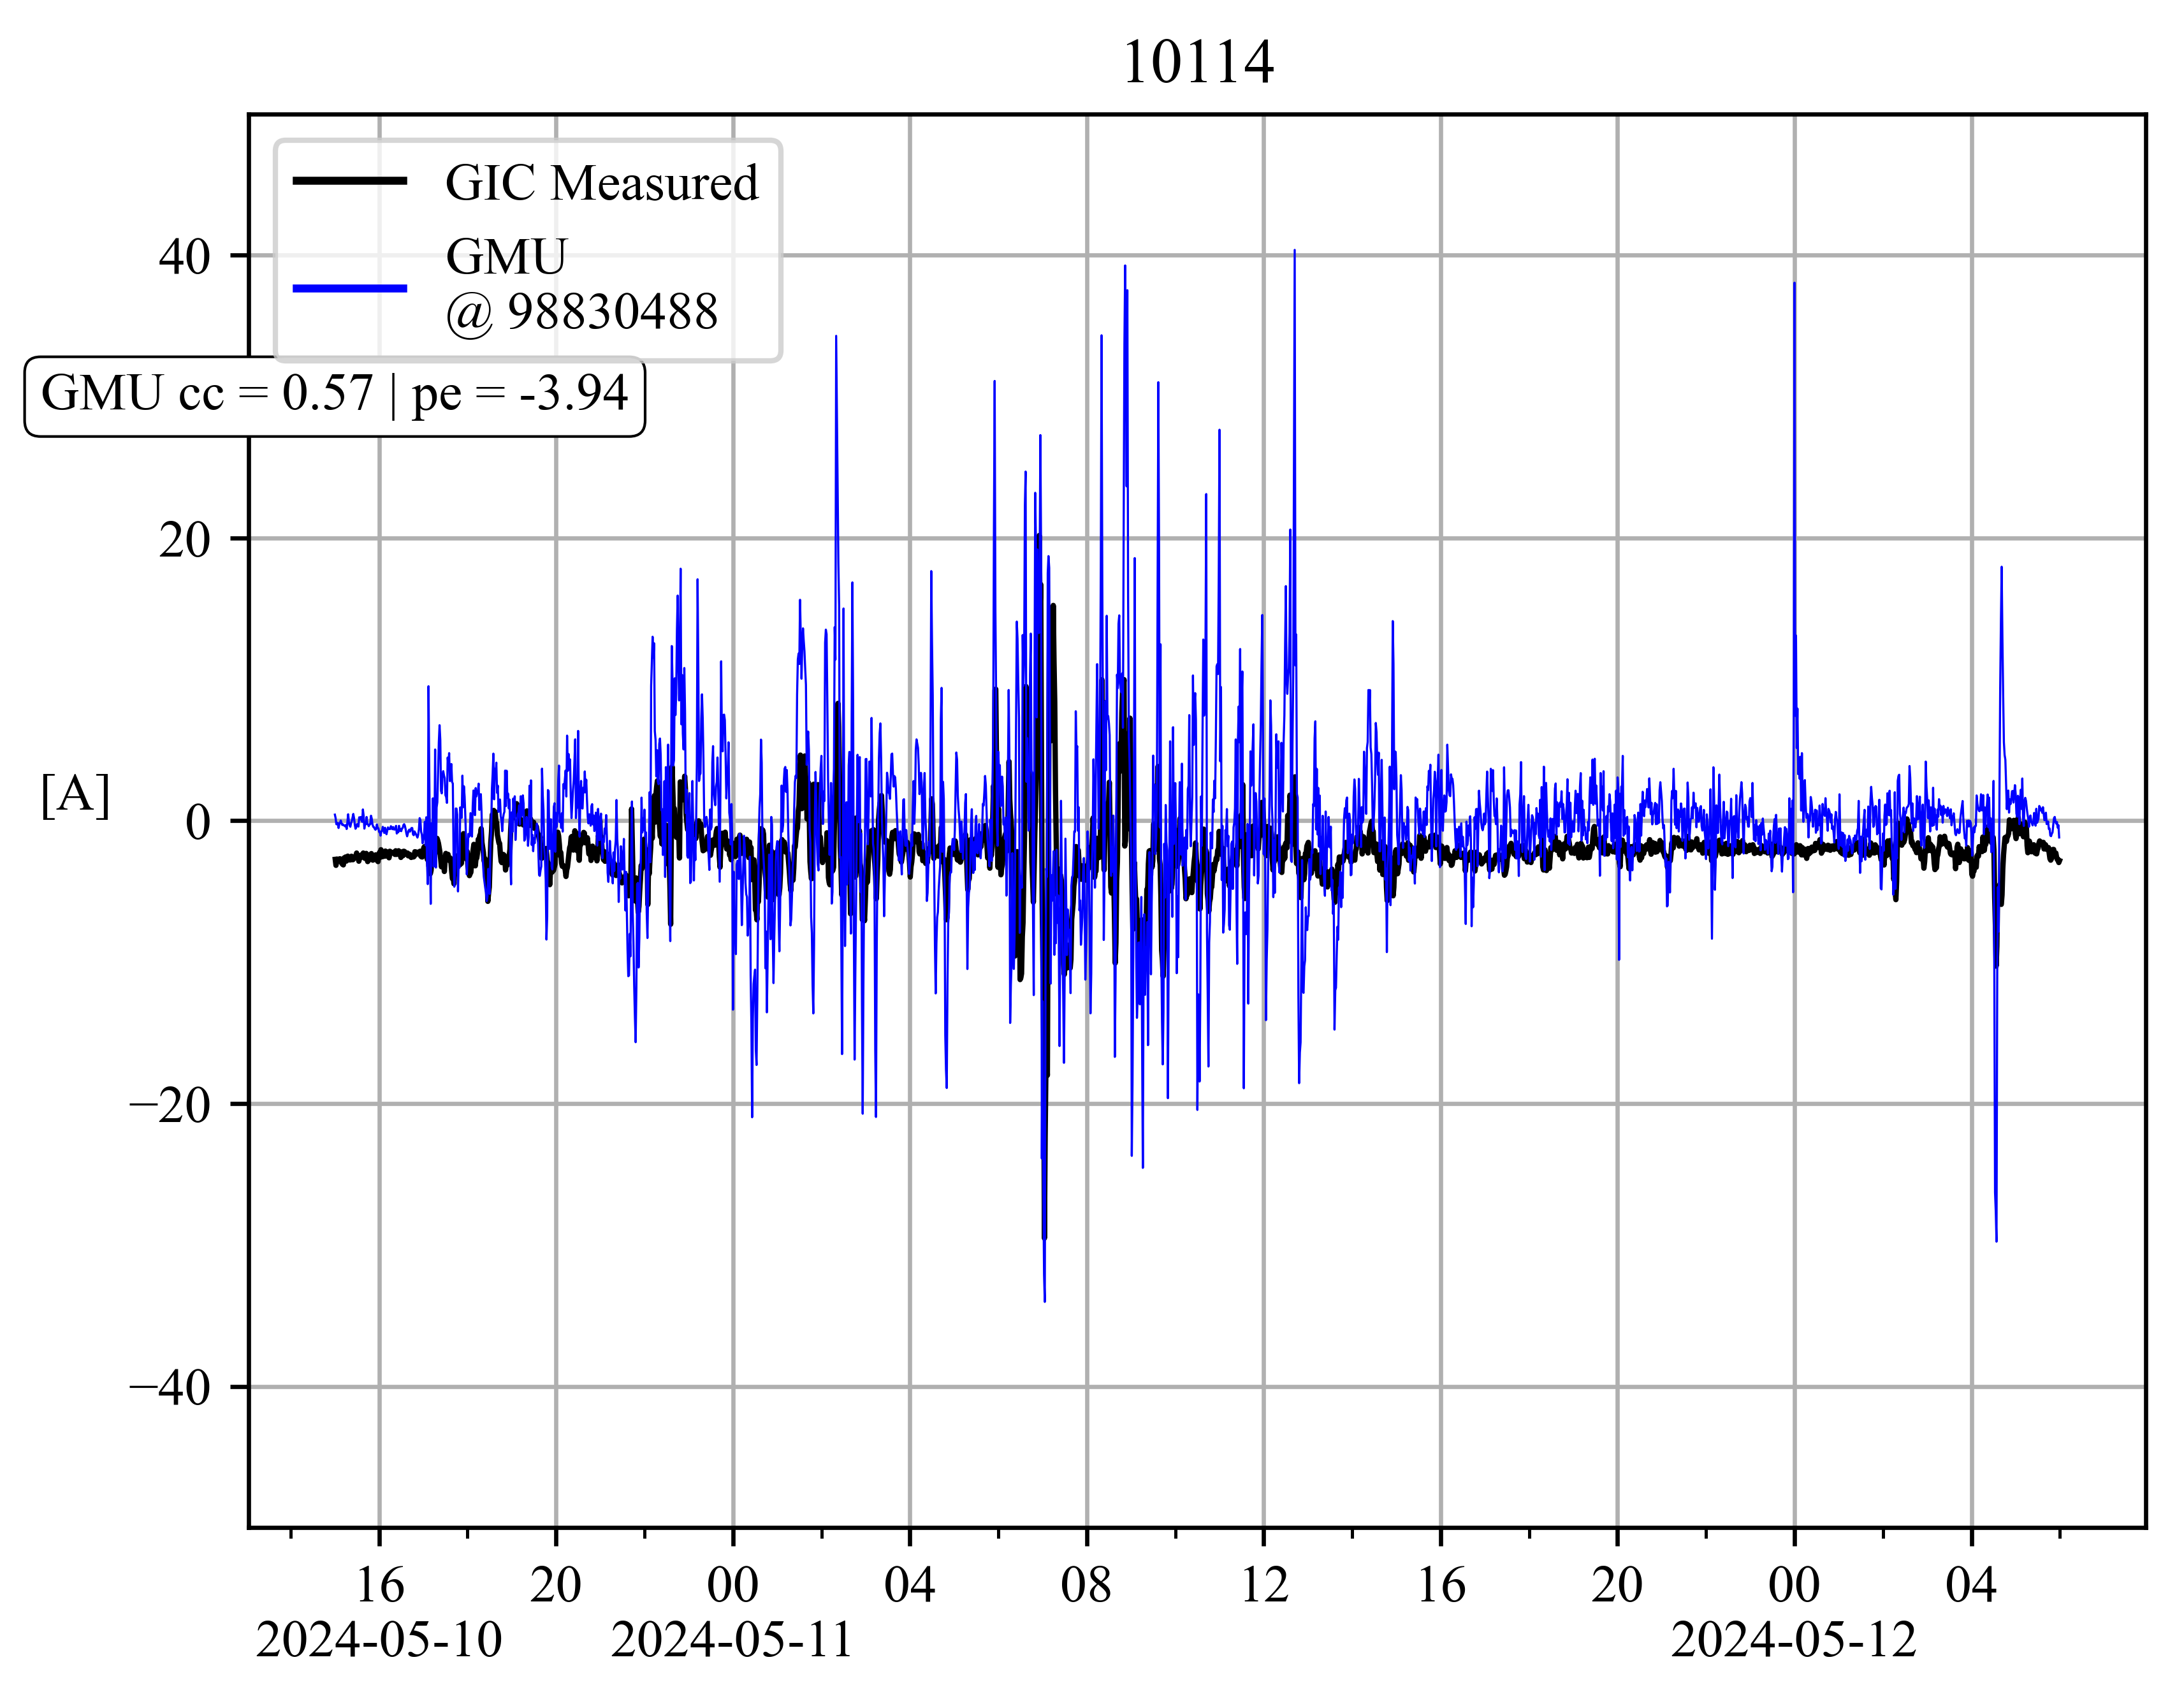 10114
GIC Measured
GMU
@ 98830488
GMU cc = 0.57 | pe = -3.94
[A]
40
20
0
−20
−40
16 20 00 04 08 12 16 20 00 04
2024-05-10 2024-05-11 2024-05-12